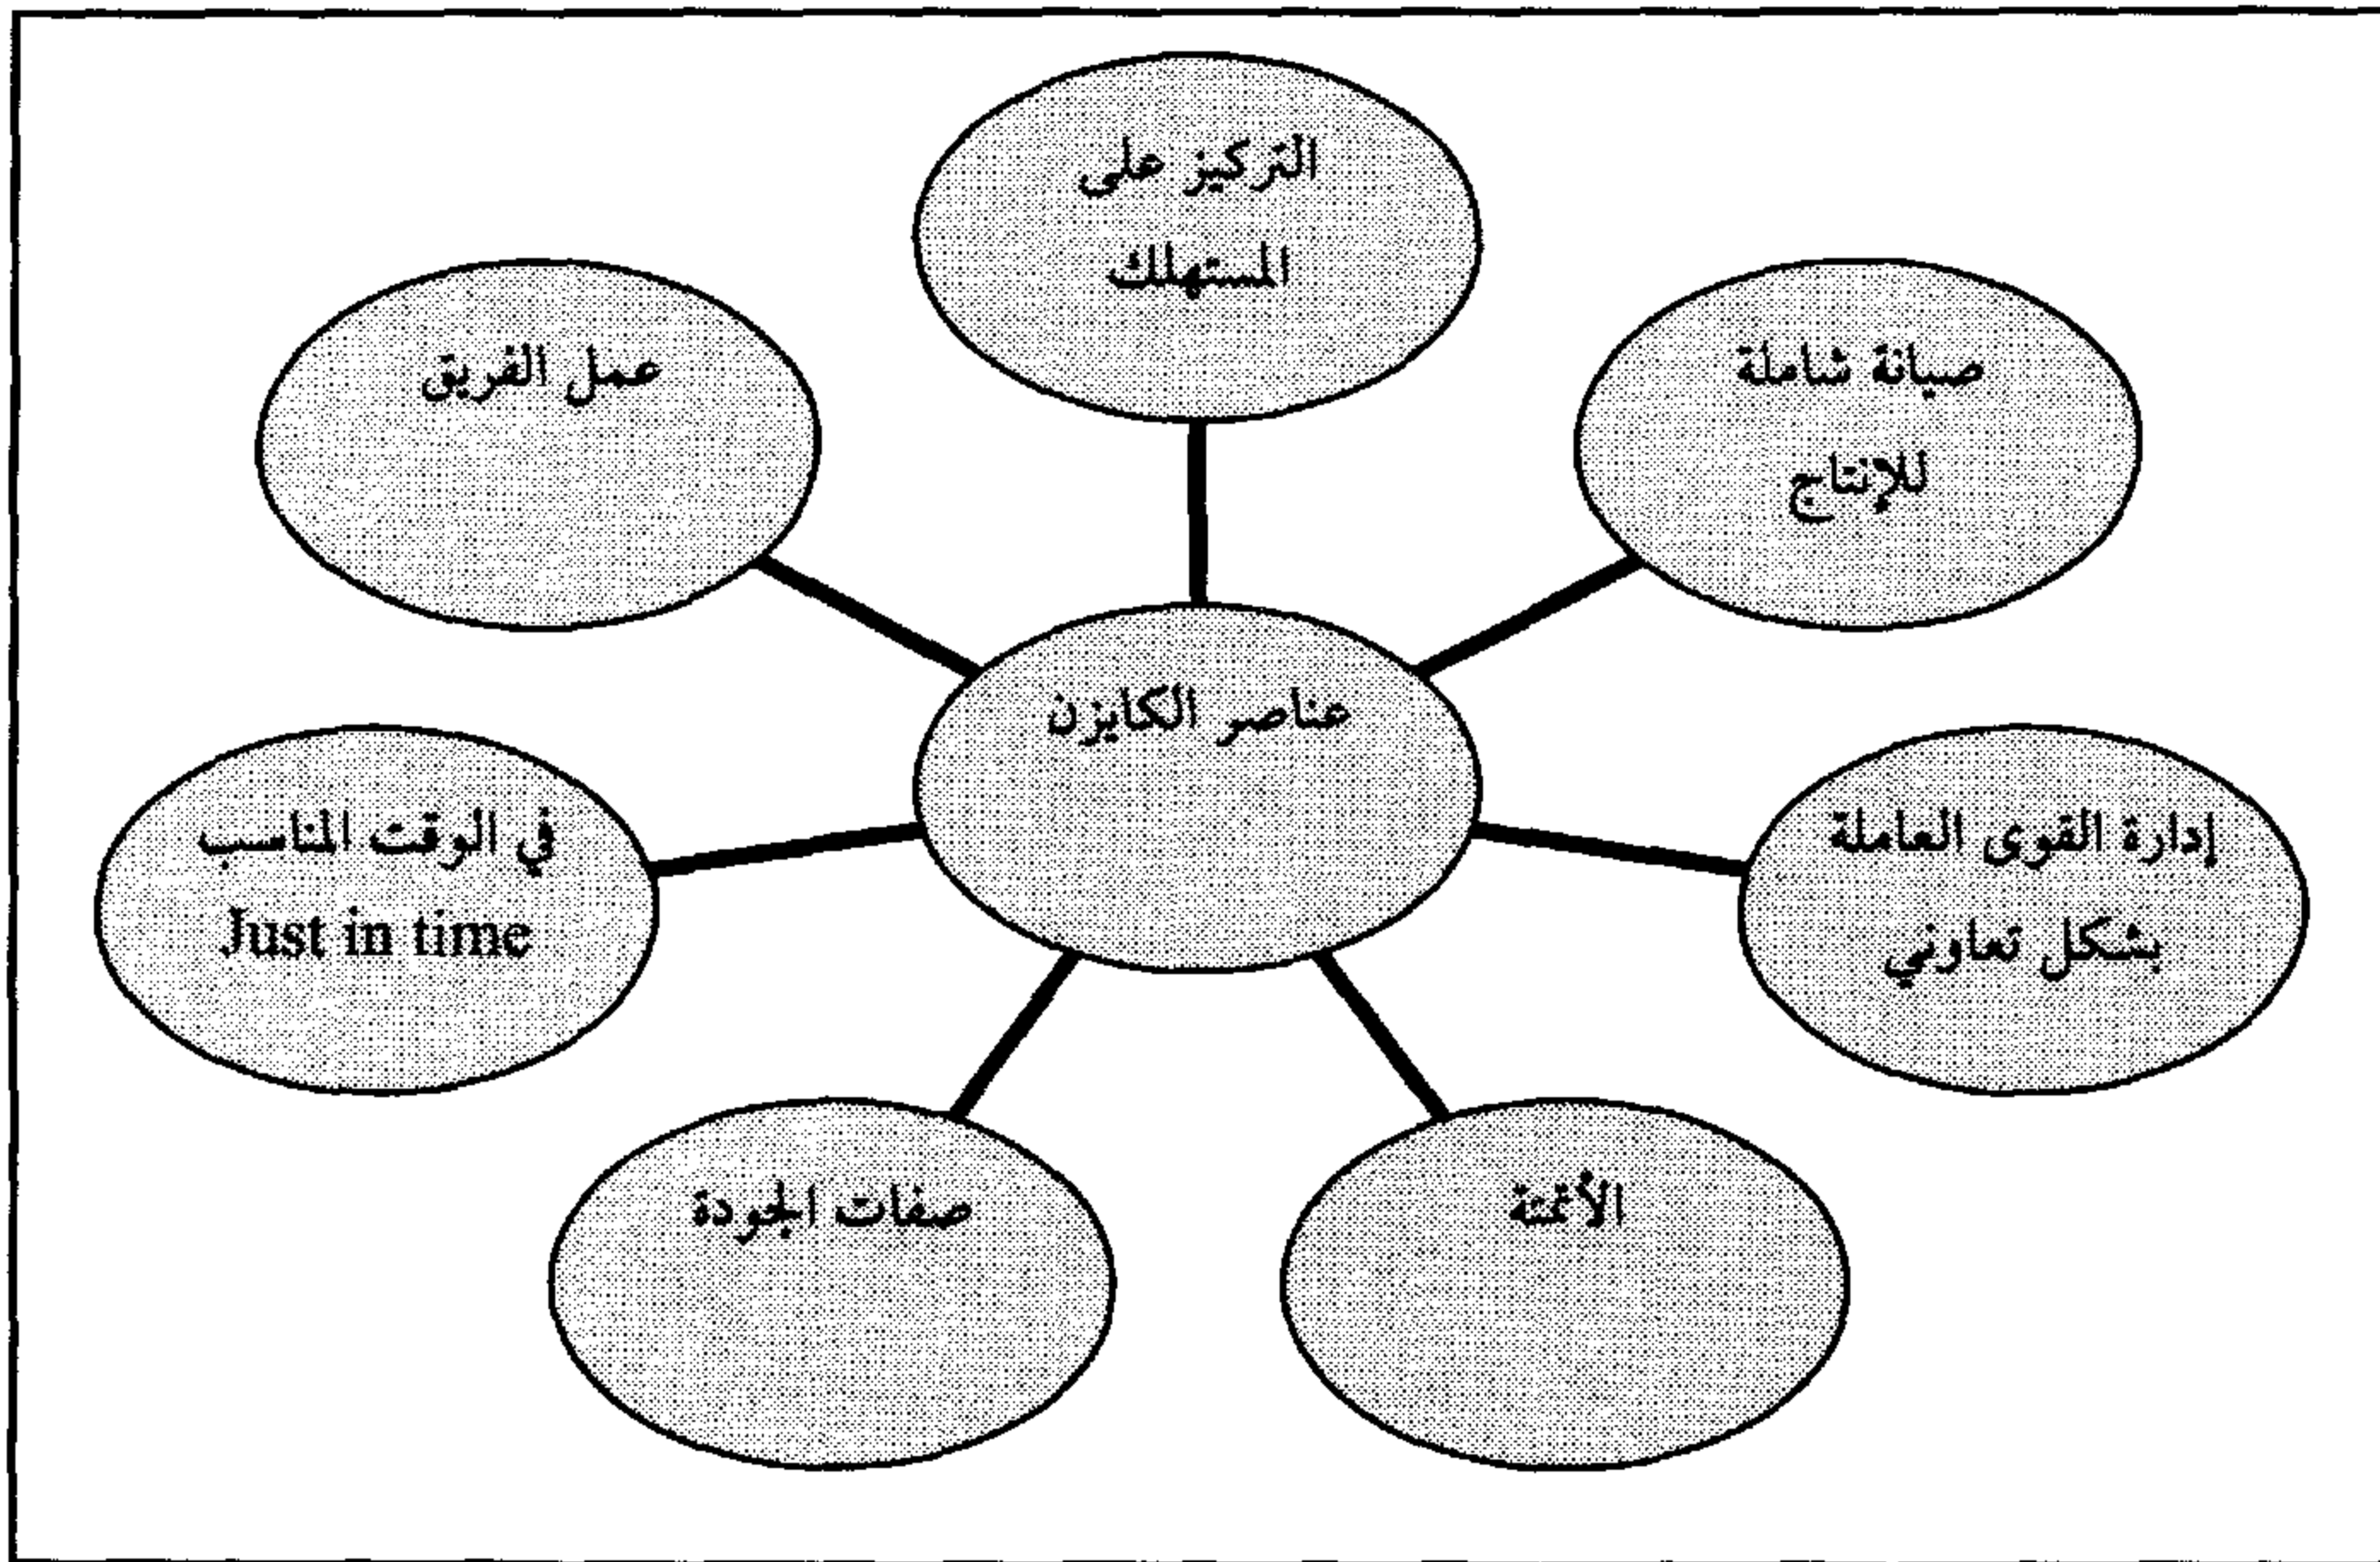 التركيز على
المستهلك
صيانة شاملة
للإنتاج
عمل الفريق
عناصر الكايزن
إدارة القوى العاملة
بشكل تعاوني
في الوقت المناسب
Just in time
الأتمتة
صفات الجودة